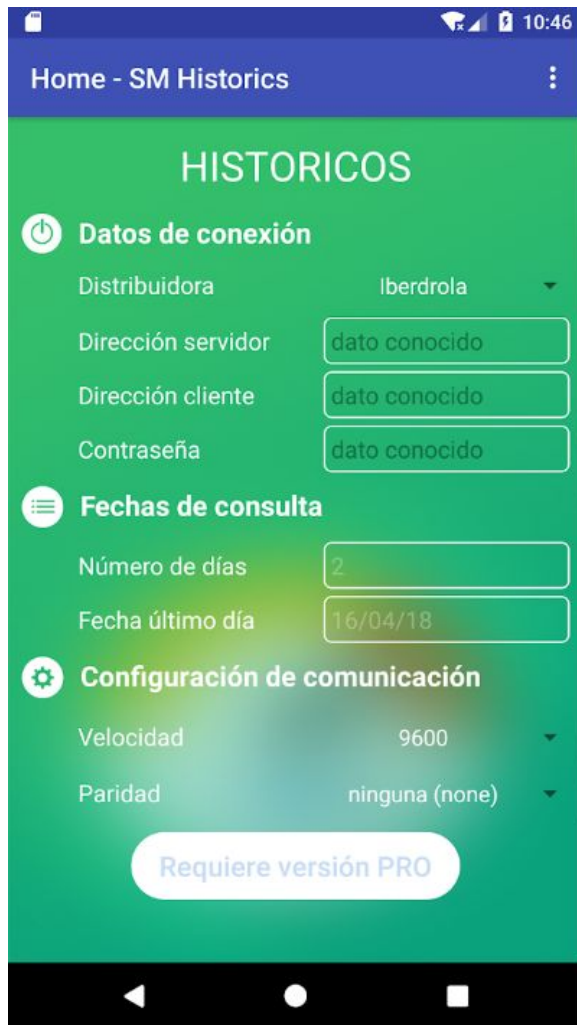 10:46
Home - SM Historics
HISTORICOS
Datos de conexión
Distribuidora Iberdrola
Dirección servidor dato conocido
Dirección cliente dato conocido
Contraseña dato conocido
Fechas de consulta
Número de días 2
Fecha último día 16/04/18
Configuración de comunicación
Velocidad 9600
Paridad ninguna (none)
Requiere versión PRO